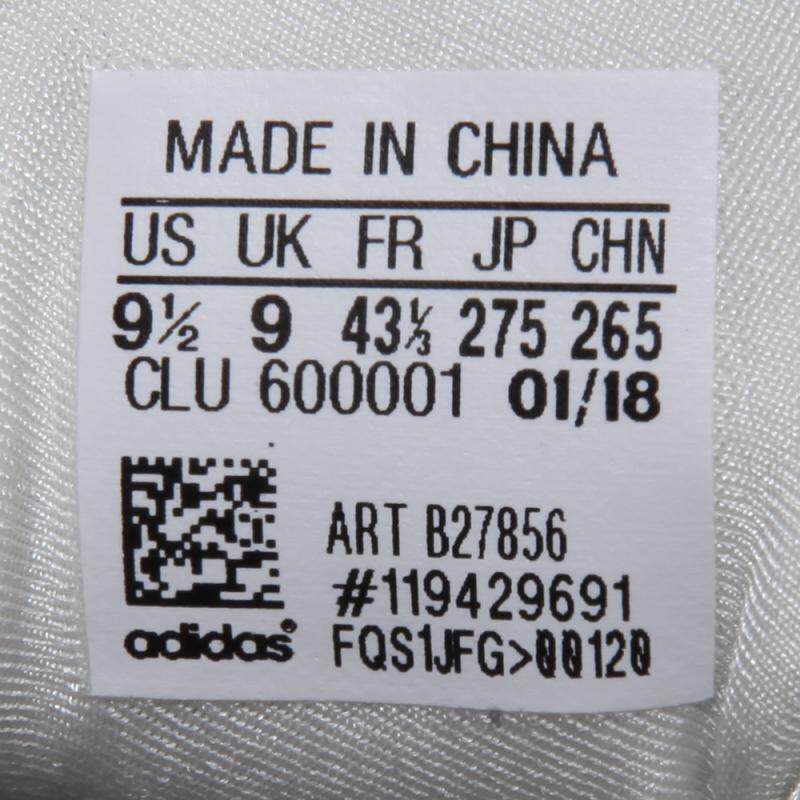 MADE IN CHINA
US UK FR JP CHN
9½ 9 43⅓ 275 265
CLU 600001 01/18
ART B27856
#119429691
adidas® FQS1JFG>00120